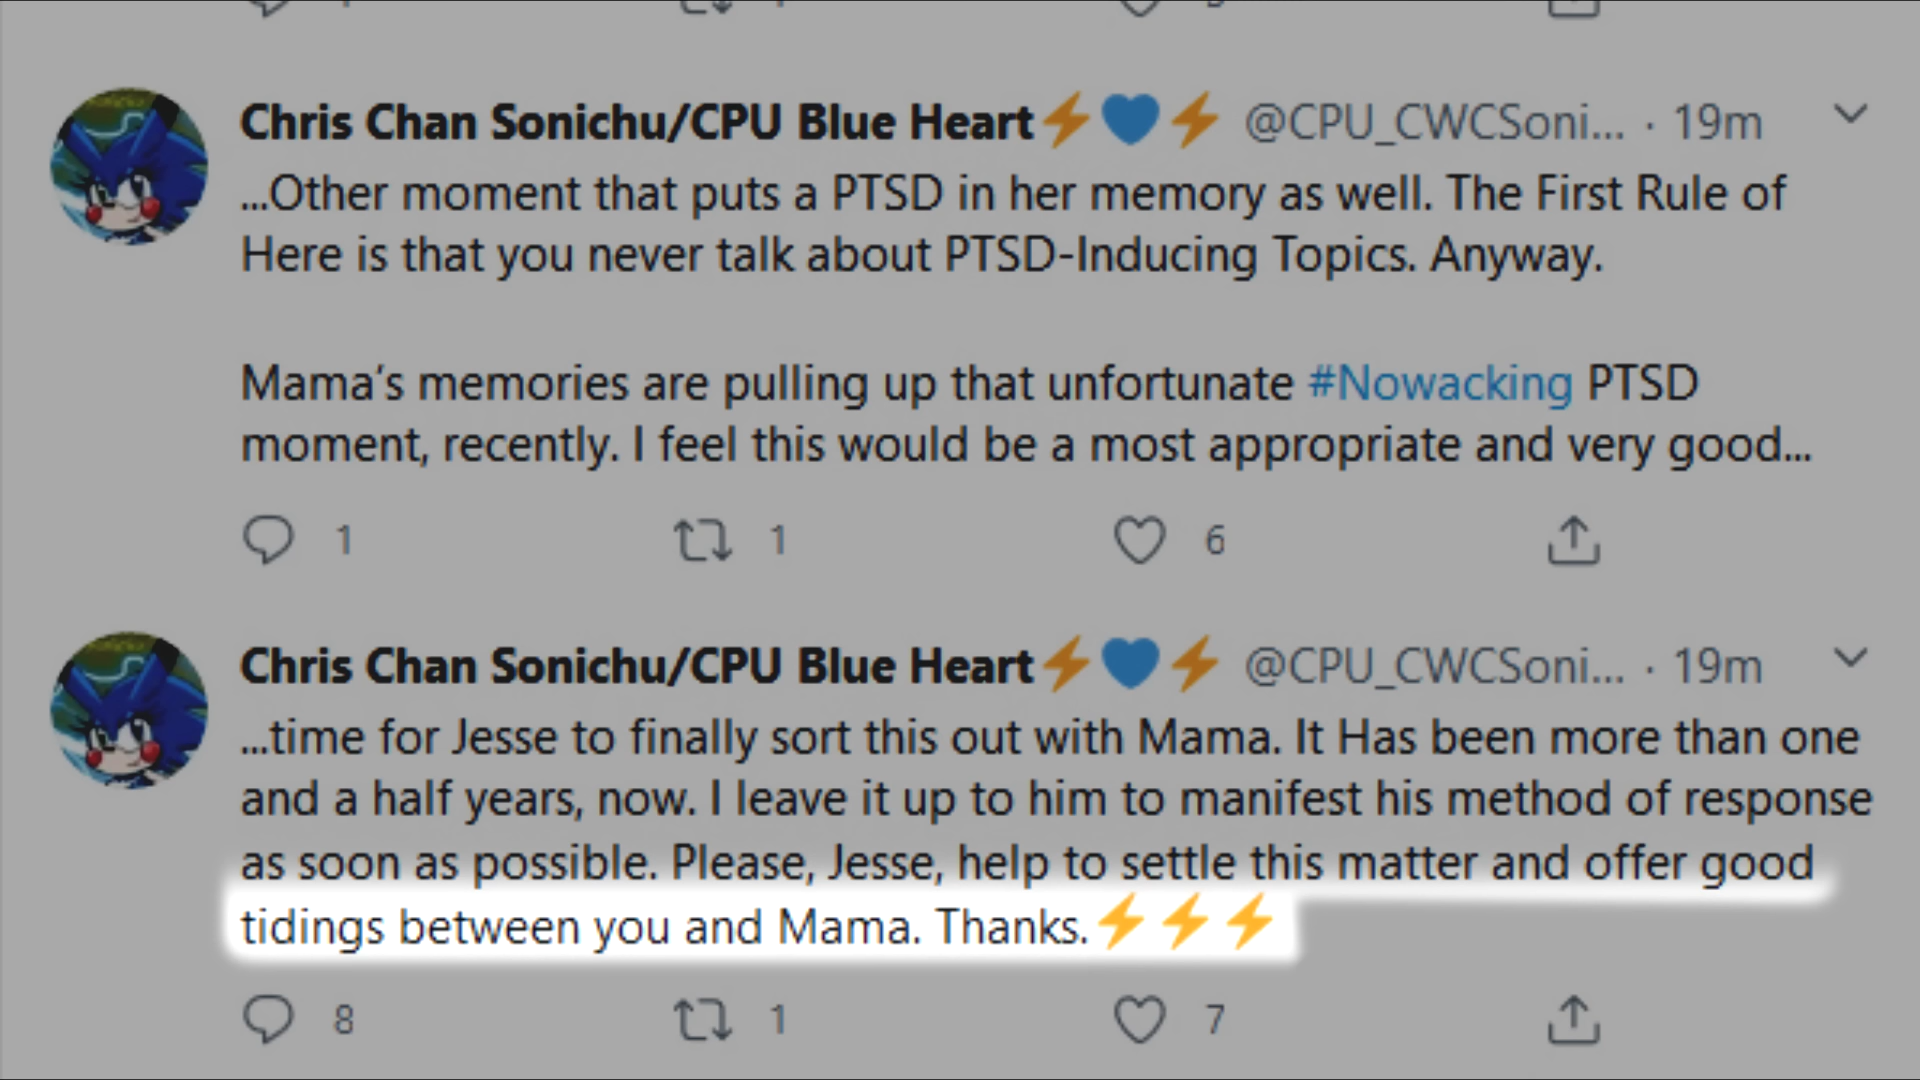 Chris Chan Sonichu/CPU Blue Heart⚡💙⚡ @CPU_CWCSoni... · 19m
...Other moment that puts a PTSD in her memory as well. The First Rule of
Here is that you never talk about PTSD-Inducing Topics. Anyway.
Mama's memories are pulling up that unfortunate #Nowacking PTSD
moment, recently. I feel this would be a most appropriate and very good...
1 1 6
Chris Chan Sonichu/CPU Blue Heart⚡💙⚡ @CPU_CWCSoni... · 19m
...time for Jesse to finally sort this out with Mama. It Has been more than one
and a half years, now. I leave it up to him to manifest his method of response
as soon as possible. Please, Jesse, help to settle this matter and offer good
tidings between you and Mama. Thanks.⚡⚡⚡
8 1 7